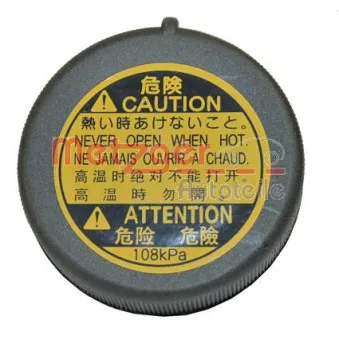 危険
CAUTION
熱い時あけないこと。
NEVER OPEN WHEN HOT.
NE JAMAIS OUVRIR À CHAUD.
高温时绝对不能打开
高温時勿開
ATTENTION
危险 危險
108kPa
metzger
Autoteile